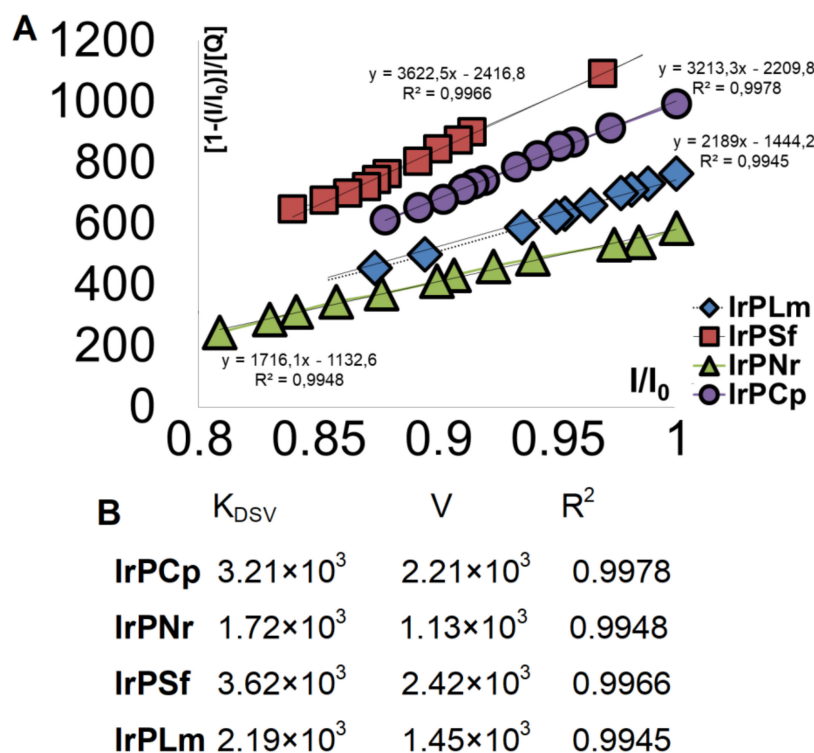 A
[1-(I/I₀)]/[Q]
1200
1000
800
600
400
200
0
y = 3622,5x - 2416,8
R² = 0,9966
y = 3213,3x - 2209,8
R² = 0,9978
y = 2189x - 1444,2
R² = 0,9945
y = 1716,1x - 1132,6
R² = 0,9948
IrPLm
IrPSf
IrPNr
IrPCp
I/I₀
0.8 0.85 0.9 0.95 1
B K_DSV V R²
IrPCp 3.21×10³ 2.21×10³ 0.9978
IrPNr 1.72×10³ 1.13×10³ 0.9948
IrPSf 3.62×10³ 2.42×10³ 0.9966
IrPLm 2.19×10³ 1.45×10³ 0.9945